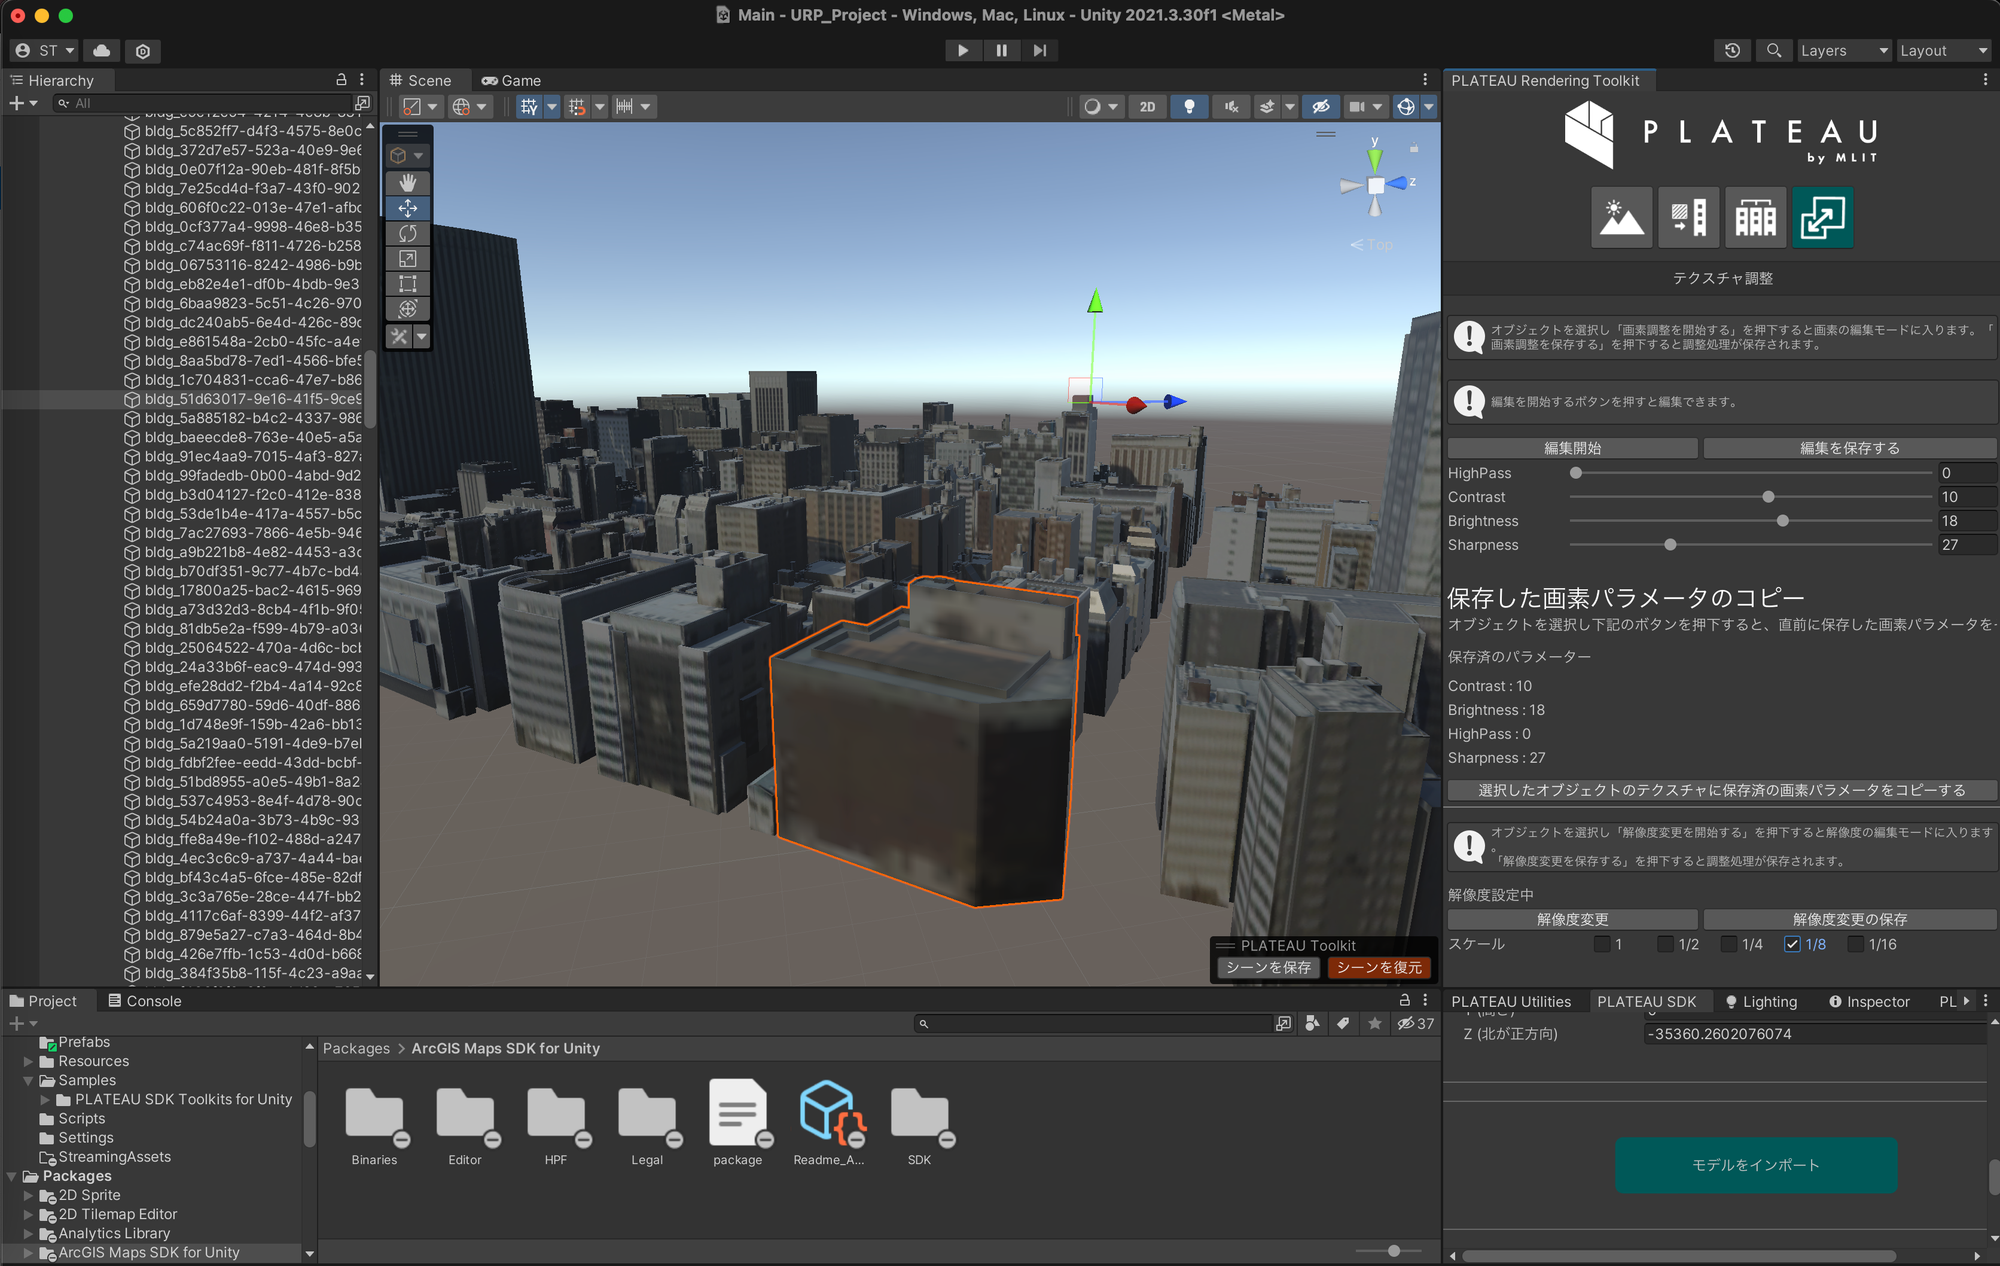 Main - URP_Project - Windows, Mac, Linux - Unity 2021.3.30f1 <Metal>
ST
Layers
Layout
Hierarchy
All
bldg_5c852ff7-d4f3-4575-8e0c
bldg_372d7e57-523a-40e9-9e6
bldg_0e07f12a-90eb-481f-8f5b
bldg_7e25cd4d-f3a7-43f0-902
bldg_606f0c22-013e-47e1-afbc
bldg_0cf377a4-9998-46e8-b35
bldg_c74ac69f-f811-4726-b258
bldg_06753116-8242-4986-b9b
bldg_eb82e4e1-df0b-4bdb-9e3
bldg_6baa9823-5c51-4c26-970
bldg_dc240ab5-6e4d-426c-89c
bldg_e861548a-2cb0-45fc-a4e
bldg_8aa5bd78-7ed1-4566-bfe5
bldg_1c704831-cca6-47e7-b86
bldg_51d63017-9e16-41f5-9ce9
bldg_5a885182-b4c2-4337-986
bldg_baeecde8-763e-40e5-a5a
bldg_91ec4aa9-7015-4af3-827
bldg_99fadedb-0b00-4abd-9d2
bldg_b3d04127-f2c0-412e-838
bldg_53de1b4e-417a-4557-b5c
bldg_7ac27693-7866-4e5b-946
bldg_a9b221b8-4e82-4453-a3c
bldg_b70df351-9c77-4b7c-bd4
bldg_17800a25-bac2-4615-969
bldg_a73d32d3-8cb4-4f1b-9f0
bldg_81db5e2a-f599-4b79-a03
bldg_25064522-470a-4d6c-bcb
bldg_24a33b6f-eac9-474d-993
bldg_efe28dd2-f2b4-4a14-92c8
bldg_659d7780-59d6-40df-886
bldg_1d748e9f-159b-42a6-bb13
bldg_5a219aa0-5191-4de9-b7e
bldg_fdbf2fee-eedd-43dd-bcbf-
bldg_51bd8955-a0e5-49b1-8a2
bldg_537c4953-8e4f-4d78-90c
bldg_54b24a0a-3b73-4b9c-93
bldg_ffe8a49e-f102-488d-a247
bldg_4ec3c6c9-a737-4a44-bae
bldg_bf43c4a5-6fce-485e-82df
bldg_3c3a765e-28ce-447f-bb2
bldg_4117c6af-8399-44f2-af37
bldg_879e5a27-c7a3-464d-8b4
bldg_426e7ffb-1c53-4d0d-b668
bldg_384f35b8-115f-4c23-a9aa
Scene
Game
2D
y
z
Top
PLATEAU Toolkit
シーンを保存
シーンを復元
PLATEAU Rendering Toolkit
PLATEAU
by MLIT
テクスチャ調整
オブジェクトを選択し「画素調整を開始する」を押下すると画素の編集モードに入ります。「
画素調整を保存する」を押下すると調整処理が保存されます。
編集を開始するボタンを押すと編集できます。
編集開始
編集を保存する
HighPass
0
Contrast
10
Brightness
18
Sharpness
27
保存した画素パラメータのコピー
オブジェクトを選択し下記のボタンを押下すると、直前に保存した画素パラメータを
保存済のパラメーター
Contrast : 10
Brightness : 18
HighPass : 0
Sharpness : 27
選択したオブジェクトのテクスチャに保存済の画素パラメータをコピーする
オブジェクトを選択し「解像度変更を開始する」を押下すると解像度の編集モードに入ります
。
「解像度変更を保存する」を押下すると調整処理が保存されます。
解像度設定中
解像度変更
解像度変更の保存
スケール
1
1/2
1/4
1/8
1/16
Project
Console
37
Prefabs
Resources
Samples
PLATEAU SDK Toolkits for Unity
Scripts
Settings
StreamingAssets
Packages
2D Sprite
2D Tilemap Editor
Analytics Library
ArcGIS Maps SDK for Unity
Packages > ArcGIS Maps SDK for Unity
Binaries
Editor
HPF
Legal
package
Readme_A...
SDK
PLATEAU Utilities
PLATEAU SDK
Lighting
Inspector
PL
Z (北が正方向)
-35360.2602076074
モデルをインポート